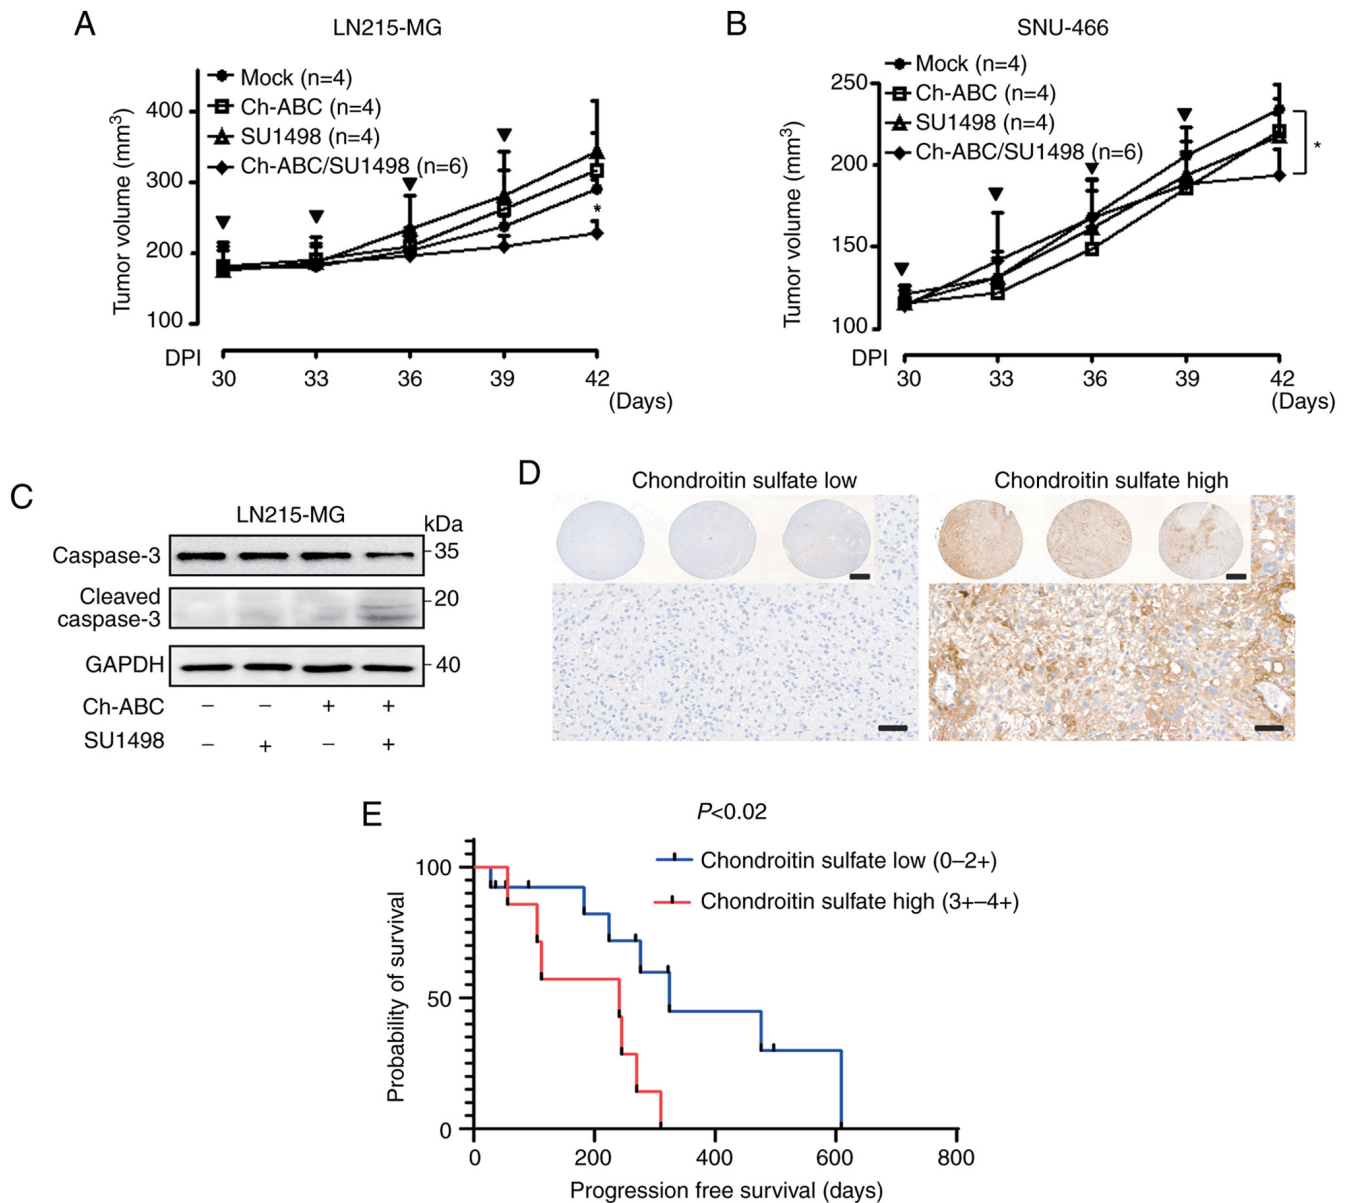 A
LN215-MG
Mock (n=4)
Ch-ABC (n=4)
SU1498 (n=4)
Ch-ABC/SU1498 (n=6)
Tumor volume (mm3)
400
300
200
100
*
DPI
30 33 36 39 42
(Days)
B
SNU-466
Mock (n=4)
Ch-ABC (n=4)
SU1498 (n=4)
Ch-ABC/SU1498 (n=6)
Tumor volume (mm3)
250
200
150
100
*
DPI
30 33 36 39 42
(Days)
C
LN215-MG
kDa
Caspase-3
35
Cleaved
caspase-3
20
GAPDH
40
Ch-ABC – – + +
SU1498 – + – +
D
Chondroitin sulfate low
Chondroitin sulfate high
E
P<0.02
Chondroitin sulfate low (0–2+)
Chondroitin sulfate high (3+–4+)
Probability of survival
100
50
0
0 200 400 600 800
Progression free survival (days)